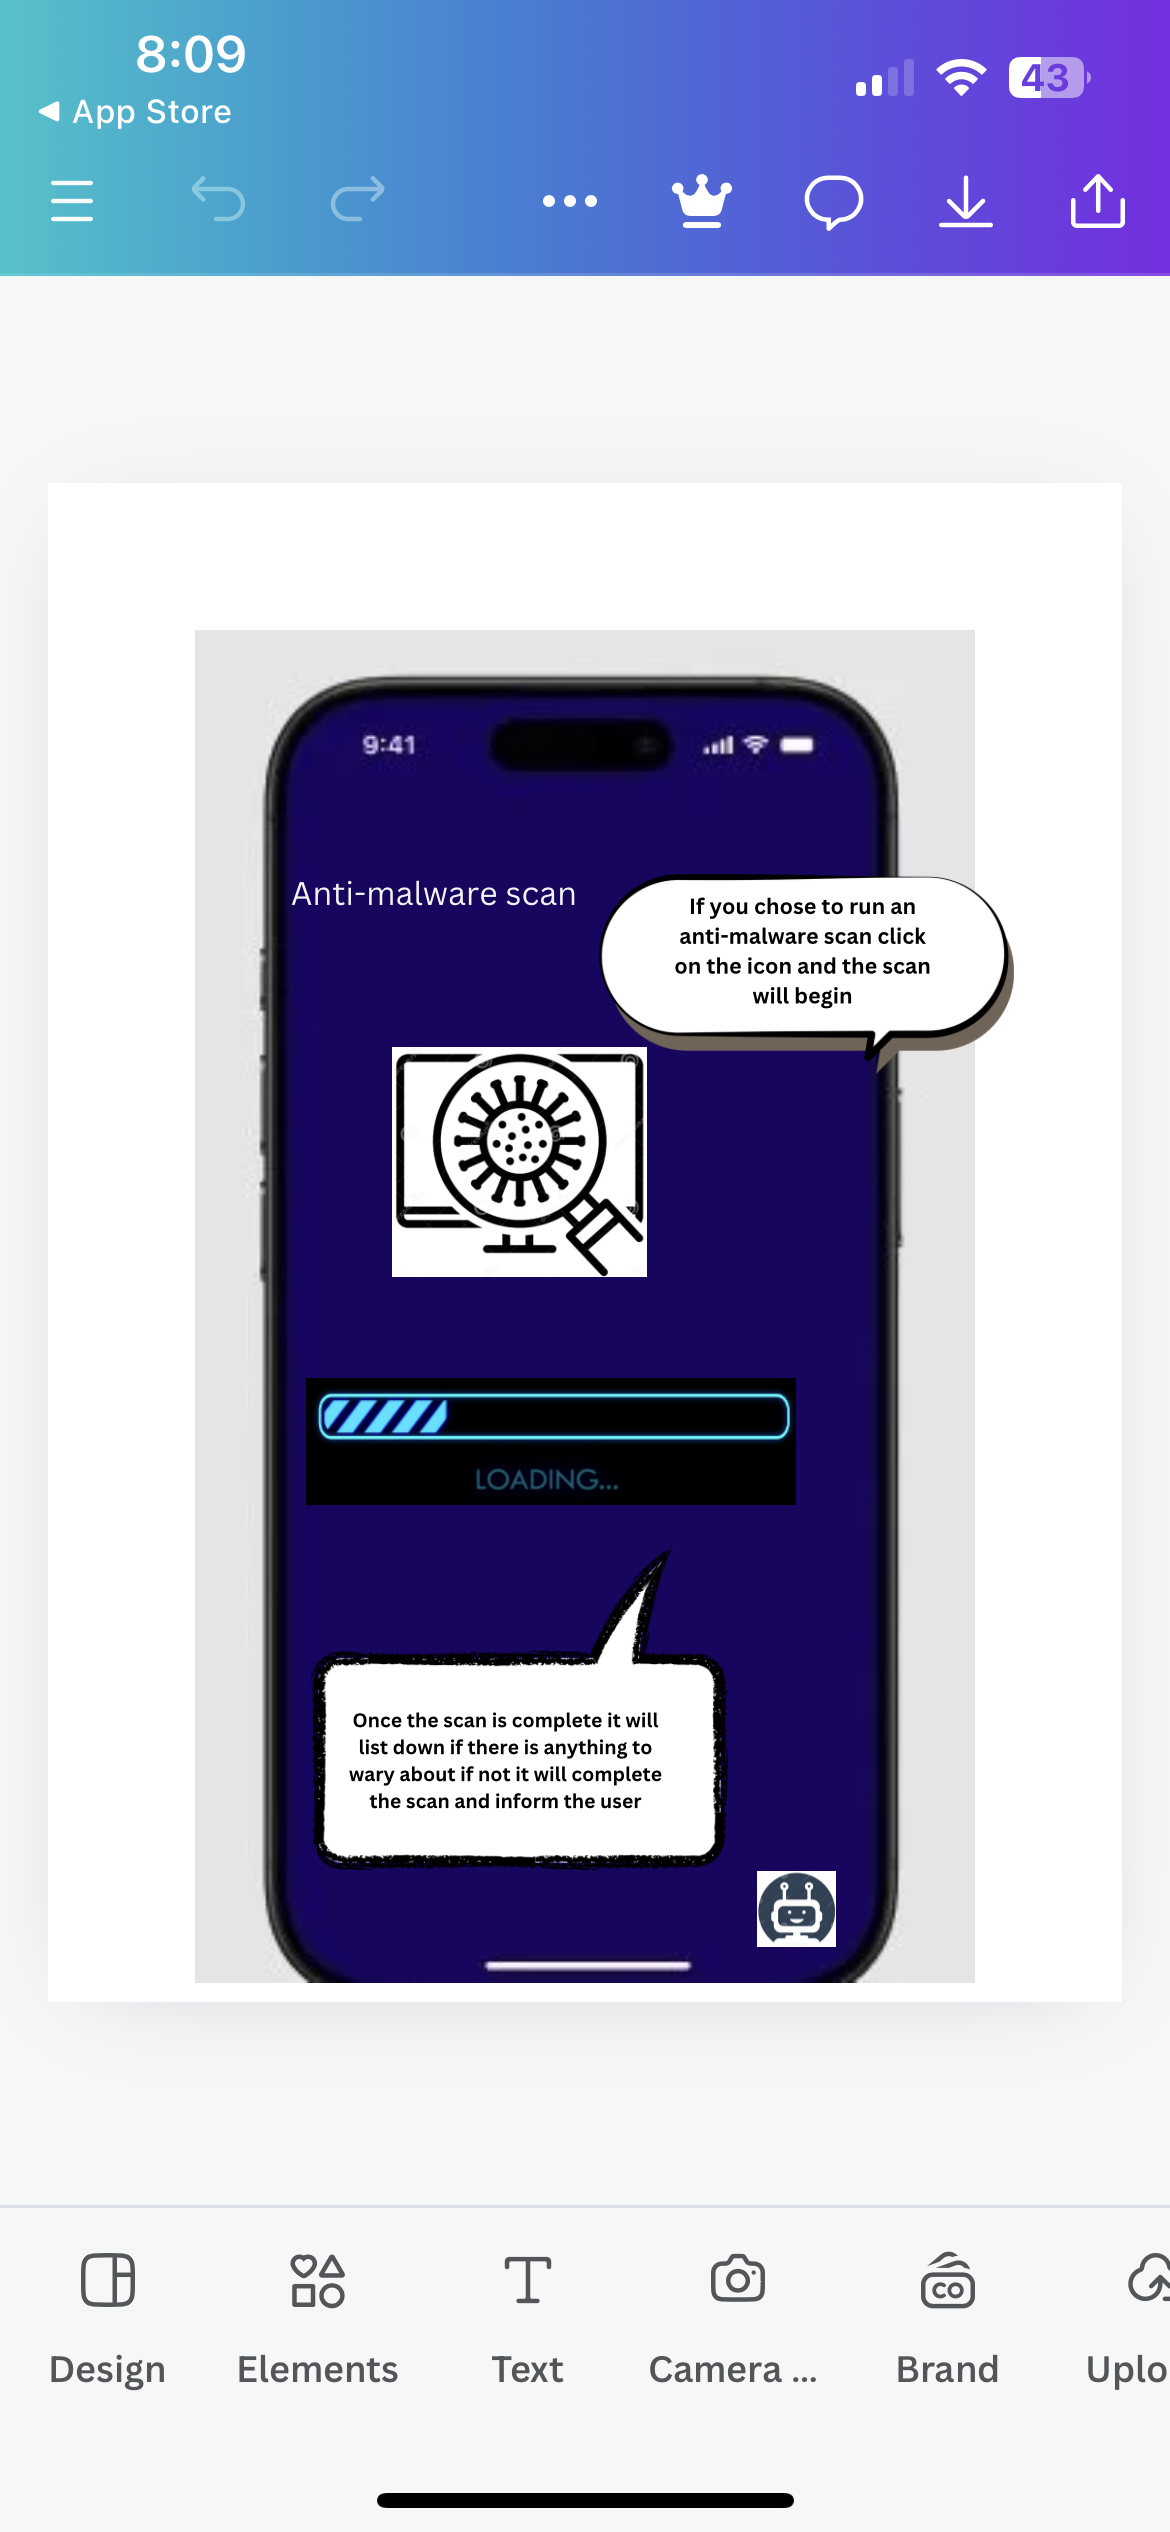 8:09
App Store
43
9:41
Anti-malware scan
If you chose to run an
anti-malware scan click
on the icon and the scan
will begin
LOADING...
Once the scan is complete it will
list down if there is anything to
wary about if not it will complete
the scan and inform the user
CO
Design
Elements
Text
Camera ...
Brand
Uplo